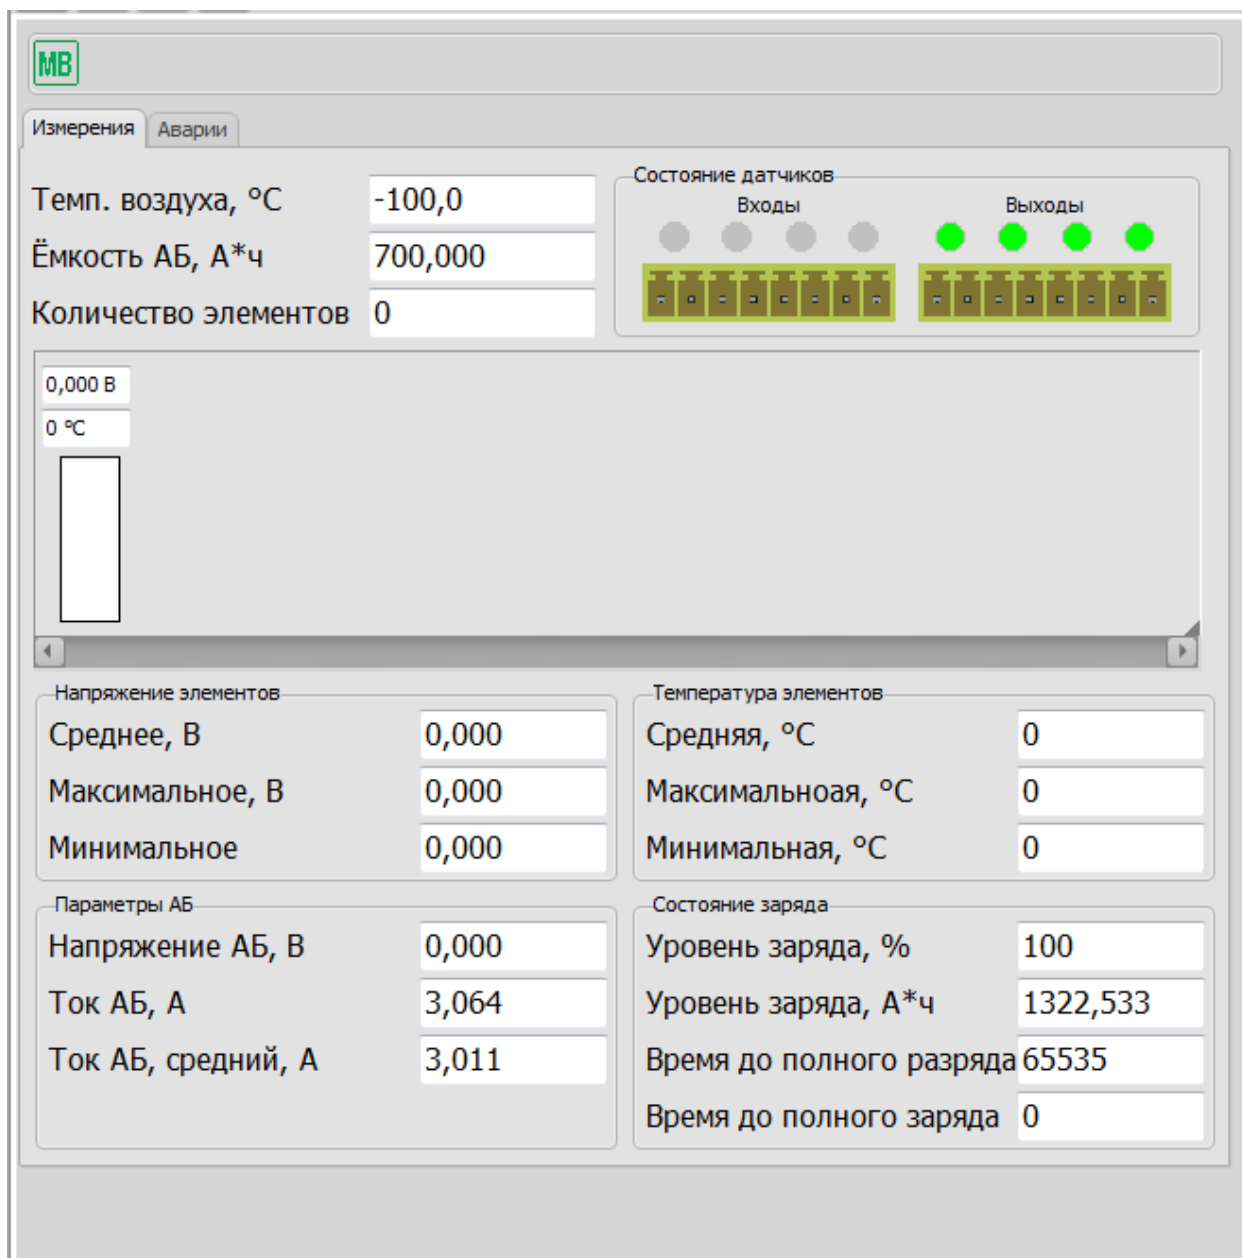 MB
Измерения Аварии
Темп. воздуха, °C -100,0
Ёмкость АБ, А*ч 700,000
Количество элементов 0
Состояние датчиков
Входы Выходы
0,000 В
0 °C
Напряжение элементов
Среднее, В 0,000
Максимальное, В 0,000
Минимальное 0,000
Температура элементов
Средняя, °C 0
Максимальноая, °C 0
Минимальная, °C 0
Параметры АБ
Напряжение АБ, В 0,000
Ток АБ, А 3,064
Ток АБ, средний, А 3,011
Состояние заряда
Уровень заряда, % 100
Уровень заряда, А*ч 1322,533
Время до полного разряда 65535
Время до полного заряда 0